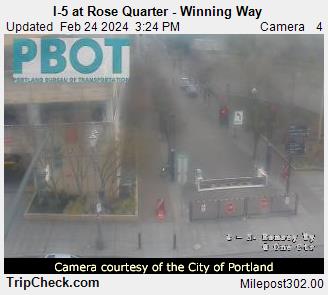 I-5 at Rose Quarter - Winning Way
Updated Feb 24 2024 3:24 PM Camera 4
PBOT
PORTLAND BUREAU OF TRANSPORTATION
Camera courtesy of the City of Portland
TripCheck.com Milepost302.00